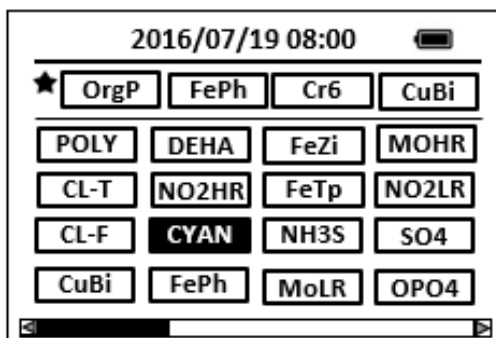 2016/07/19 08:00
OrgP FePh Cr6 CuBi
POLY DEHA FeZi MOHR
CL-T NO2HR FeTp NO2LR
CL-F CYAN NH3S SO4
CuBi FePh MoLR OPO4